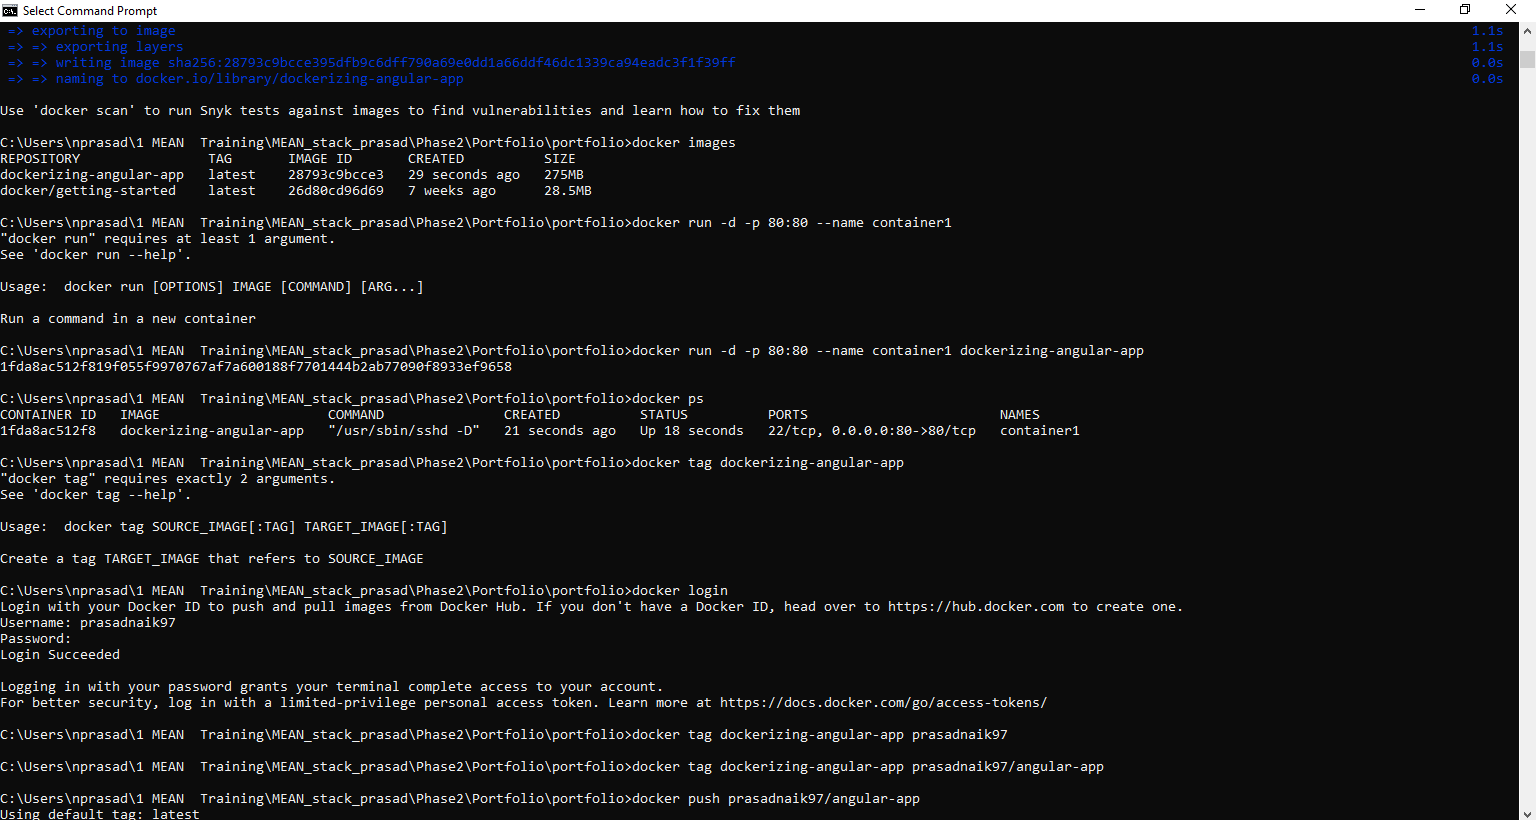 Select Command Prompt
=> exporting to image 1.1s
=> => exporting layers 1.1s
=> => writing image sha256:28793c9bcce395dfb9c6dff790a69e0dd1a66ddf46dc1339ca94eadc3f1f39ff 0.0s
=> => naming to docker.io/library/dockerizing-angular-app 0.0s
Use 'docker scan' to run Snyk tests against images to find vulnerabilities and learn how to fix them
C:\Users\nprasad\1 MEAN  Training\MEAN_stack_prasad\Phase2\Portfolio\portfolio>docker images
REPOSITORY                TAG       IMAGE ID       CREATED          SIZE
dockerizing-angular-app   latest    28793c9bcce3   29 seconds ago   275MB
docker/getting-started    latest    26d80cd96d69   7 weeks ago      28.5MB
C:\Users\nprasad\1 MEAN  Training\MEAN_stack_prasad\Phase2\Portfolio\portfolio>docker run -d -p 80:80 --name container1
"docker run" requires at least 1 argument.
See 'docker run --help'.
Usage:  docker run [OPTIONS] IMAGE [COMMAND] [ARG...]
Run a command in a new container
C:\Users\nprasad\1 MEAN  Training\MEAN_stack_prasad\Phase2\Portfolio\portfolio>docker run -d -p 80:80 --name container1 dockerizing-angular-app
1fda8ac512f819f055f9970767af7a600188f7701444b2ab77090f8933ef9658
C:\Users\nprasad\1 MEAN  Training\MEAN_stack_prasad\Phase2\Portfolio\portfolio>docker ps
CONTAINER ID   IMAGE                     COMMAND               CREATED          STATUS          PORTS                        NAMES
1fda8ac512f8   dockerizing-angular-app   "/usr/sbin/sshd -D"   21 seconds ago   Up 18 seconds   22/tcp, 0.0.0.0:80->80/tcp   container1
C:\Users\nprasad\1 MEAN  Training\MEAN_stack_prasad\Phase2\Portfolio\portfolio>docker tag dockerizing-angular-app
"docker tag" requires exactly 2 arguments.
See 'docker tag --help'.
Usage:  docker tag SOURCE_IMAGE[:TAG] TARGET_IMAGE[:TAG]
Create a tag TARGET_IMAGE that refers to SOURCE_IMAGE
C:\Users\nprasad\1 MEAN  Training\MEAN_stack_prasad\Phase2\Portfolio\portfolio>docker login
Login with your Docker ID to push and pull images from Docker Hub. If you don't have a Docker ID, head over to https://hub.docker.com to create one.
Username: prasadnaik97
Password:
Login Succeeded
Logging in with your password grants your terminal complete access to your account.
For better security, log in with a limited-privilege personal access token. Learn more at https://docs.docker.com/go/access-tokens/
C:\Users\nprasad\1 MEAN  Training\MEAN_stack_prasad\Phase2\Portfolio\portfolio>docker tag dockerizing-angular-app prasadnaik97
C:\Users\nprasad\1 MEAN  Training\MEAN_stack_prasad\Phase2\Portfolio\portfolio>docker tag dockerizing-angular-app prasadnaik97/angular-app
C:\Users\nprasad\1 MEAN  Training\MEAN_stack_prasad\Phase2\Portfolio\portfolio>docker push prasadnaik97/angular-app
Using default tag: latest